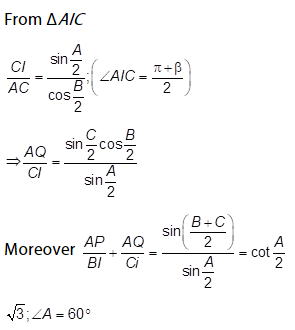 From ΔAIC
CI/AC = sin A/2 / cos B/2 ; (∠AIC = π+β/2)
⇒ AQ/CI = sin C/2 cos B/2 / sin A/2
Moreover AP/BI + AQ/Ci = sin(B+C/2) / sin A/2 = cot A/2
√3;∠A = 60°